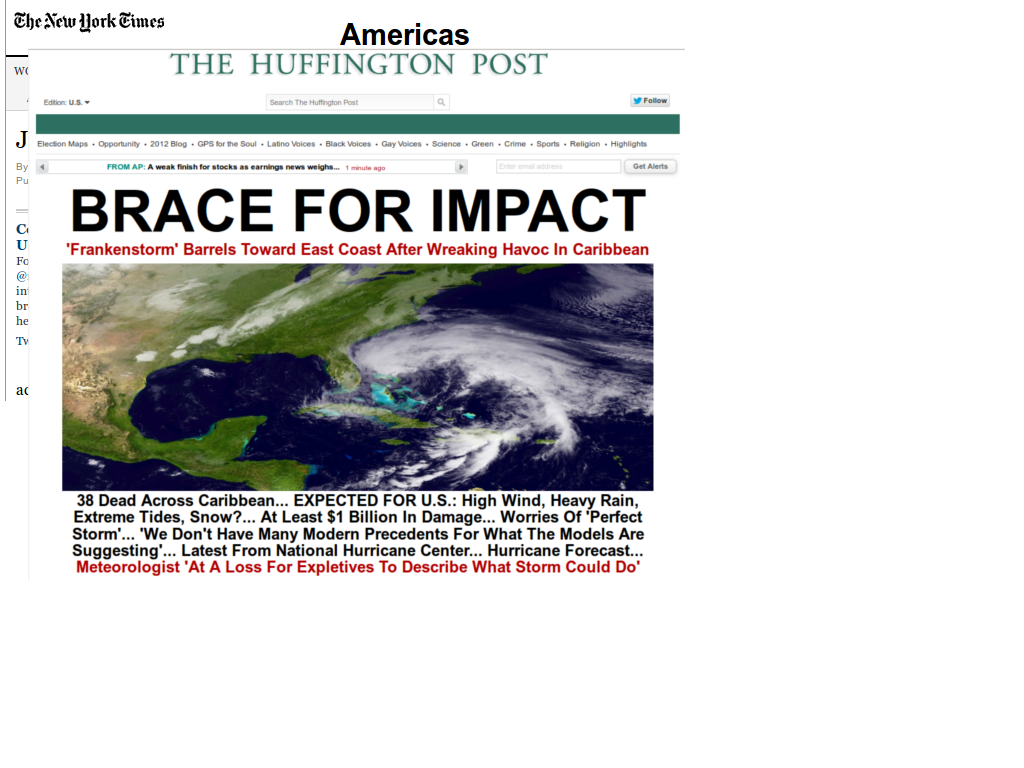 The New York Times
Americas
THE HUFFINGTON POST
Edition: U.S.
Search The Huffington Post
Follow
Election Maps • Opportunity • 2012 Blog • GPS for the Soul • Latino Voices • Black Voices • Gay Voices • Science • Green • Crime • Sports • Religion • Highlights
FROM AP: A weak finish for stocks as earnings news weighs... 1 minute ago
Enter email address
Get Alerts
BRACE FOR IMPACT
'Frankenstorm' Barrels Toward East Coast After Wreaking Havoc In Caribbean
38 Dead Across Caribbean... EXPECTED FOR U.S.: High Wind, Heavy Rain,
Extreme Tides, Snow?... At Least $1 Billion In Damage... Worries Of 'Perfect
Storm'... 'We Don't Have Many Modern Precedents For What The Models Are
Suggesting'... Latest From National Hurricane Center... Hurricane Forecast...
Meteorologist 'At A Loss For Expletives To Describe What Storm Could Do'
WO
J
By
Pu
Co
U
Fo
@
in
br
he
Tw
ac